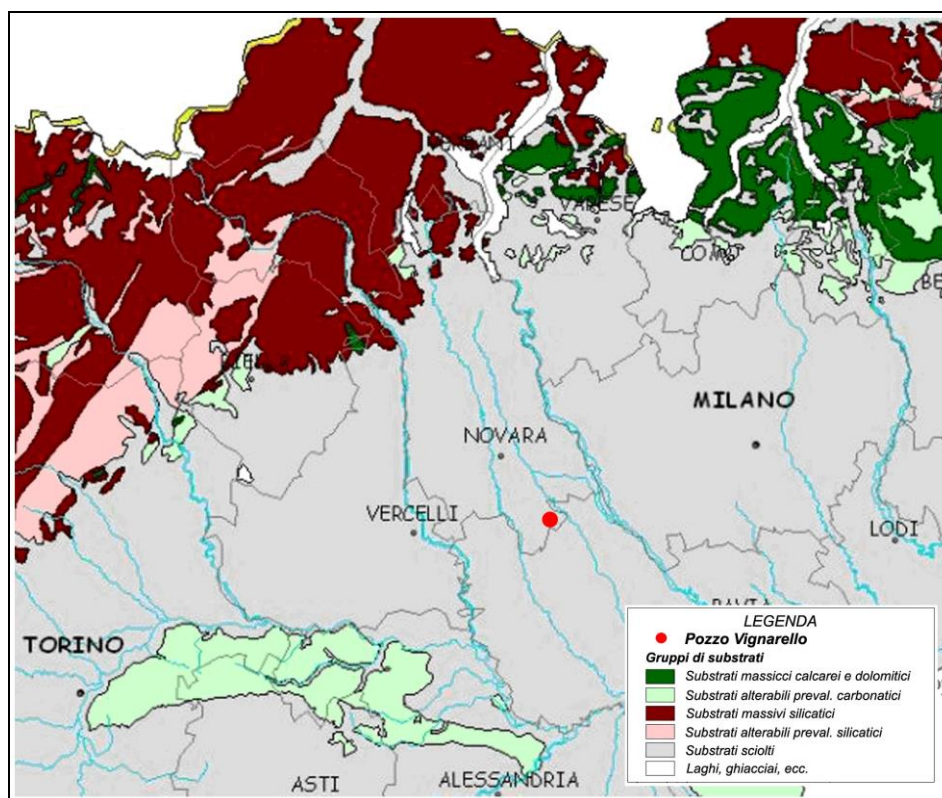 VARESE
COMO
MILANO
NOVARA
VERCELLI
LODI
TORINO
ASTI
ALESSANDRIA
LEGENDA
Pozzo Vignarello
Gruppi di substrati
Substrati massicci calcarei e dolomitici
Substrati alterabili preval. carbonatici
Substrati massivi silicatici
Substrati alterabili preval. silicatici
Substrati sciolti
Laghi, ghiacciai, ecc.